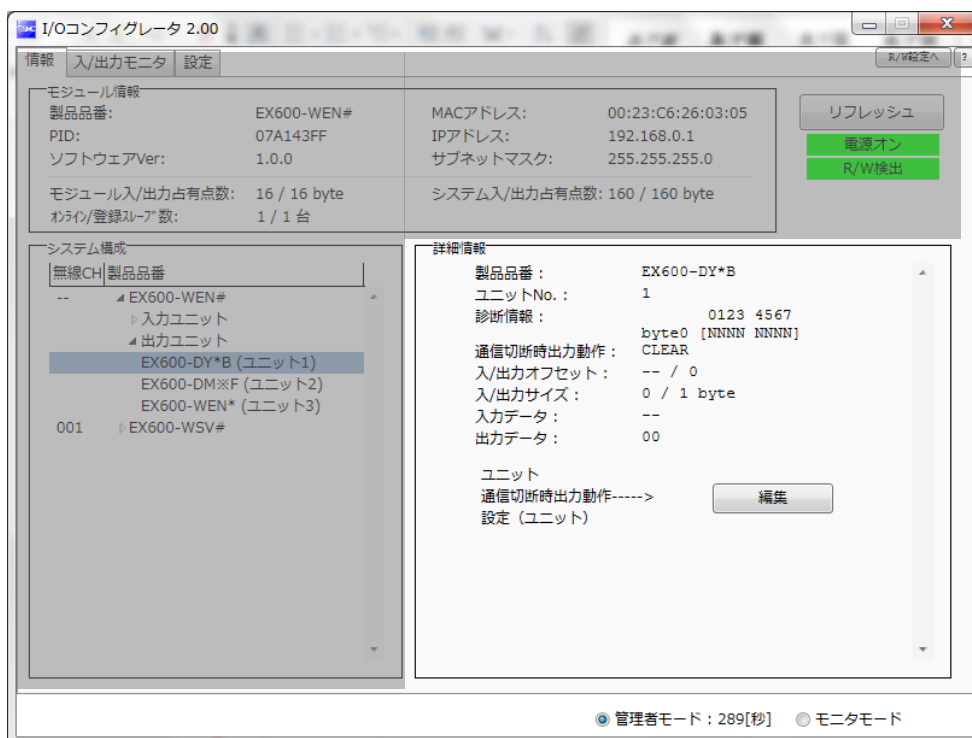 I/Oコンフィグレータ 2.00
情報 入/出力モニタ 設定 R/W設定へ ?
モジュール情報
製品品番: EX600-WEN# MACアドレス: 00:23:C6:26:03:05 リフレッシュ
PID: 07A143FF IPアドレス: 192.168.0.1 電源オン
ソフトウェアVer: 1.0.0 サブネットマスク: 255.255.255.0 R/W検出
モジュール入/出力占有点数: 16 / 16 byte システム入/出力占有点数: 160 / 160 byte
オンライン/登録スレーブ数: 1 / 1 台
システム構成
無線CH 製品品番
-- EX600-WEN#
入力ユニット
出力ユニット
EX600-DY*B (ユニット1)
EX600-DM※F (ユニット2)
EX600-WEN* (ユニット3)
001 EX600-WSV#
詳細情報
製品品番： EX600-DY*B
ユニットNo.： 1
診断情報： 0123 4567
byte0 [NNNN NNNN]
通信切断時出力動作： CLEAR
入/出力オフセット： -- / 0
入/出力サイズ： 0 / 1 byte
入力データ： --
出力データ： 00
ユニット
通信切断時出力動作-----> 編集
設定（ユニット）
管理者モード：289[秒] モニタモード